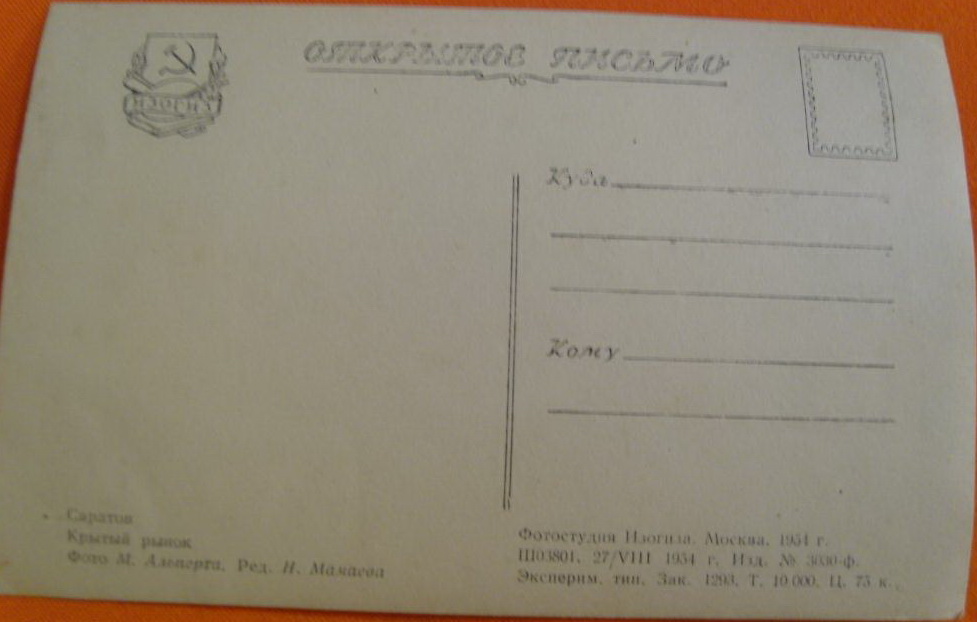 ОТКРЫТОЕ ПИСЬМО
ИЗОГИЗ
Куда
Кому
Саратов
Крытый рынок
Фото М. Альперта. Ред. Н. Мамаева
Фотостудия Изогиза. Москва. 1954 г.
Ш03801. 27/VIII 1954 г. Изд. № 3030-ф.
Эксперим. тип. Зак. 1293. Т. 10 000. Ц. 75 к.